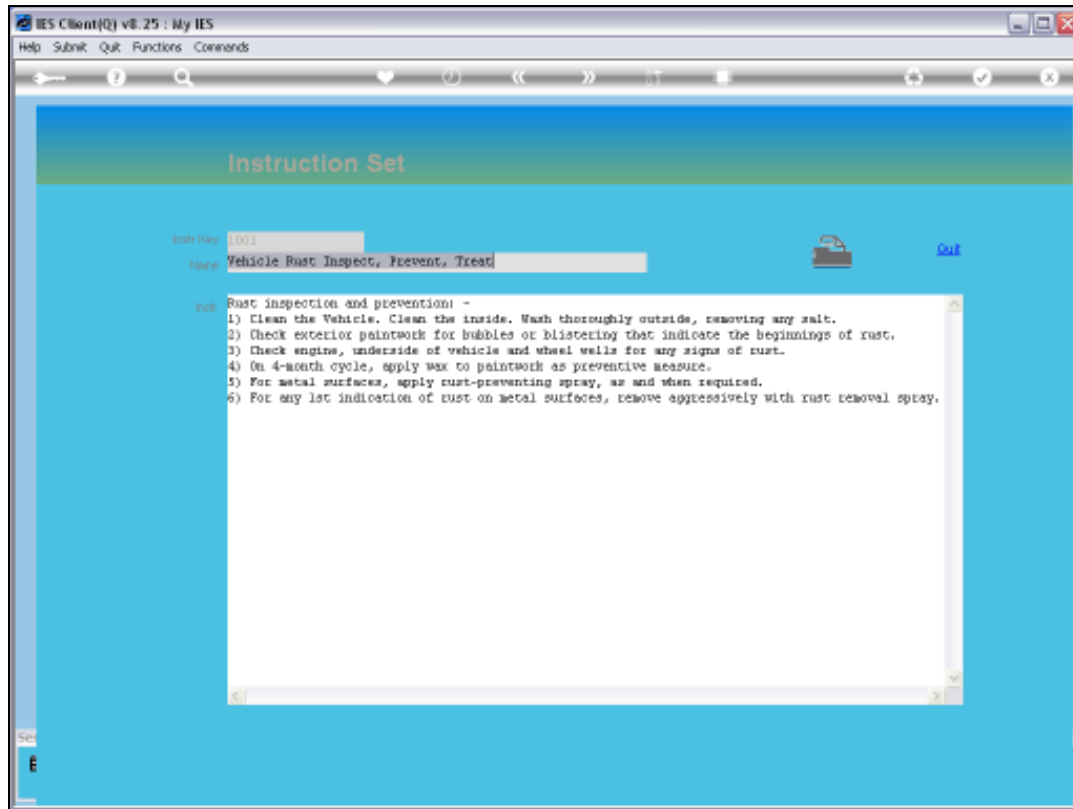 IES Client(Q) v8.25 : My IES
Help Submit Quit Functions Commands
Instruction Set
Instr Key 1001
Name Vehicle Rust Inspect, Prevent, Treat
Quit
Instr
Rust inspection and prevention: -
1) Clean the Vehicle. Clean the inside. Wash thoroughly outside, removing any salt.
2) Check exterior paintwork for bubbles or blistering that indicate the beginnings of rust.
3) Check engine, underside of vehicle and wheel wells for any signs of rust.
4) On 4-month cycle, apply wax to paintwork as preventive measure.
5) For metal surfaces, apply rust-preventing spray, as and when required.
6) For any 1st indication of rust on metal surfaces, remove aggressively with rust removal spray.